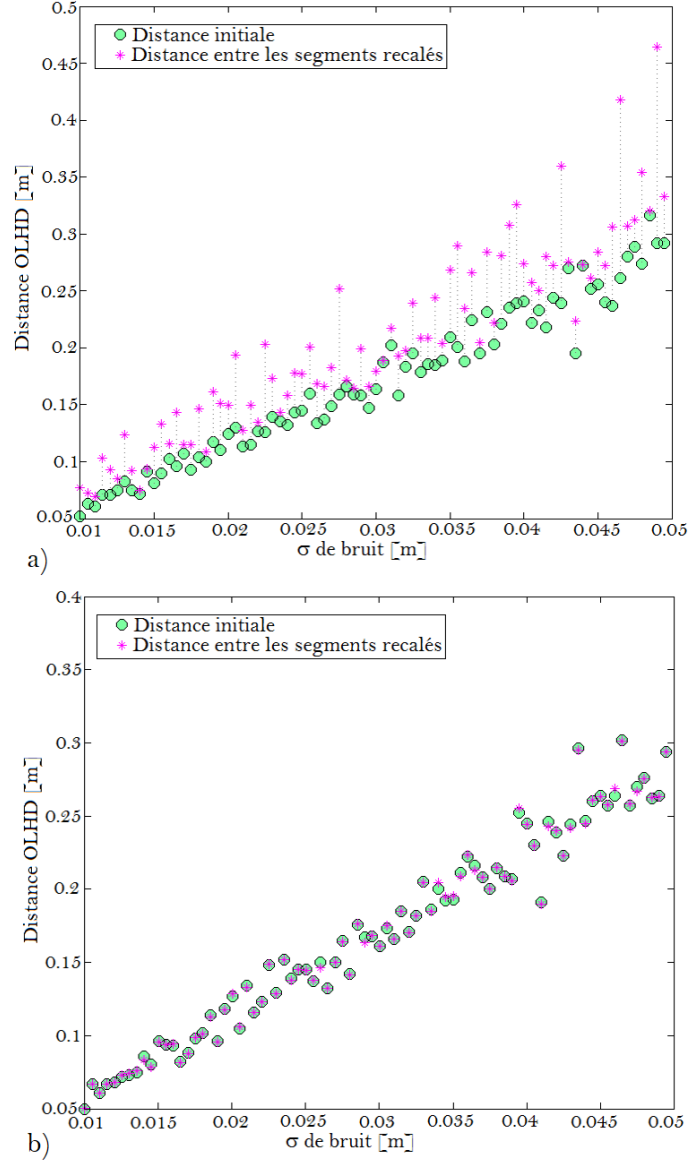 0.5
Distance initiale
Distance entre les segments recalés
0.45
0.4
0.35
0.3
0.25
0.2
0.15
0.1
0.05
Distance OLHD [m]
0.01 0.015 0.02 0.025 0.03 0.035 0.04 0.045 0.05
σ de bruit [m]
a)
0.4
Distance initiale
Distance entre les segments recalés
0.35
0.3
0.25
0.2
0.15
0.1
0.05
Distance OLHD [m]
0.01 0.015 0.02 0.025 0.03 0.035 0.04 0.045 0.05
σ de bruit [m]
b)